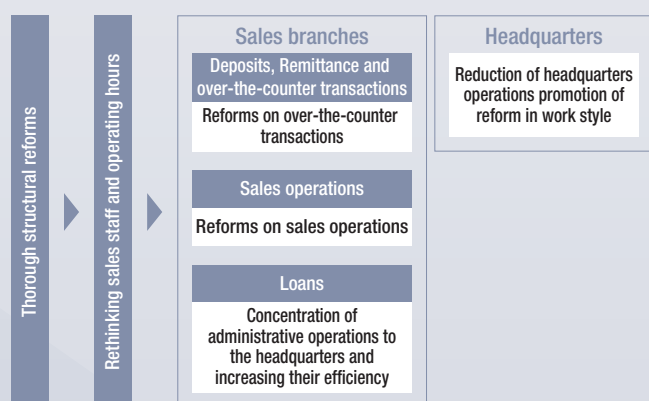 Thorough structural reforms
Rethinking sales staff and operating hours
Sales branches
Deposits, Remittance and
over-the-counter transactions
Reforms on over-the-counter
transactions
Sales operations
Reforms on sales operations
Loans
Concentration of
administrative operations to
the headquarters and
increasing their efficiency
Headquarters
Reduction of headquarters
operations promotion of
reform in work style